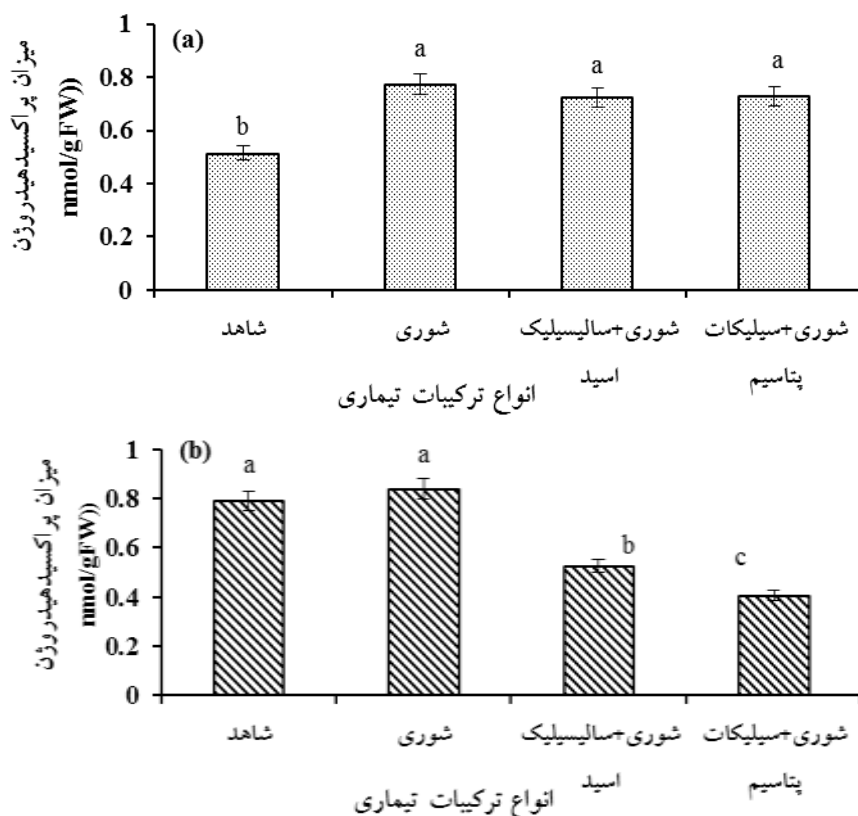 (a)
میزان پراکسیدهیدروژن
nmol/gFW))
1
0.8
0.6
0.4
0.2
0
b
a
a
a
شاهد
شوری
شوری+سالیسیلیک
اسید
شوری+سیلیکات
پتاسیم
انواع ترکیبات تیماری
(b)
میزان پراکسیدهیدروژن
nmol/gFW))
1
0.8
0.6
0.4
0.2
0
a
a
b
c
شاهد
شوری
شوری+سالیسیلیک
اسید
شوری+سیلیکات
پتاسیم
انواع ترکیبات تیماری